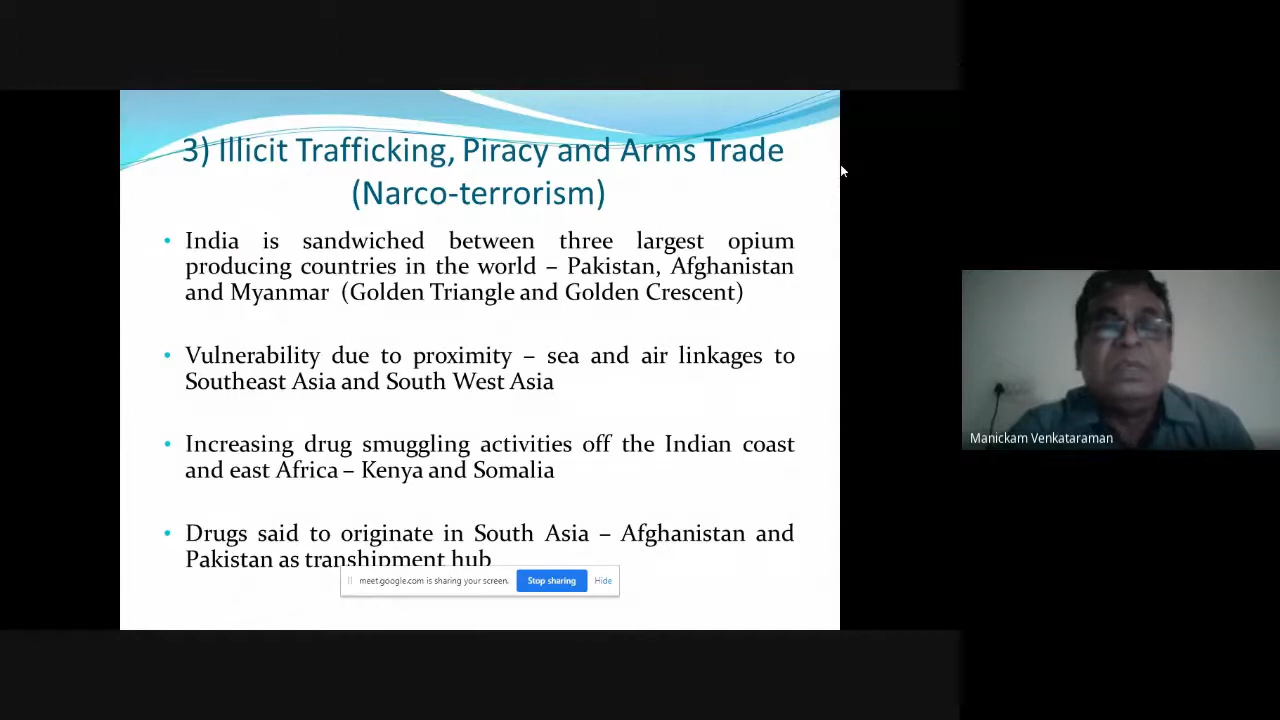 3) Illicit Trafficking, Piracy and Arms Trade
(Narco-terrorism)
• India is sandwiched between three largest opium
producing countries in the world – Pakistan, Afghanistan
and Myanmar (Golden Triangle and Golden Crescent)
• Vulnerability due to proximity – sea and air linkages to
Southeast Asia and South West Asia
• Increasing drug smuggling activities off the Indian coast
and east Africa – Kenya and Somalia
• Drugs said to originate in South Asia – Afghanistan and
Pakistan as transhipment hub
meet.google.com is sharing your screen. Stop sharing Hide
Manickam Venkataraman